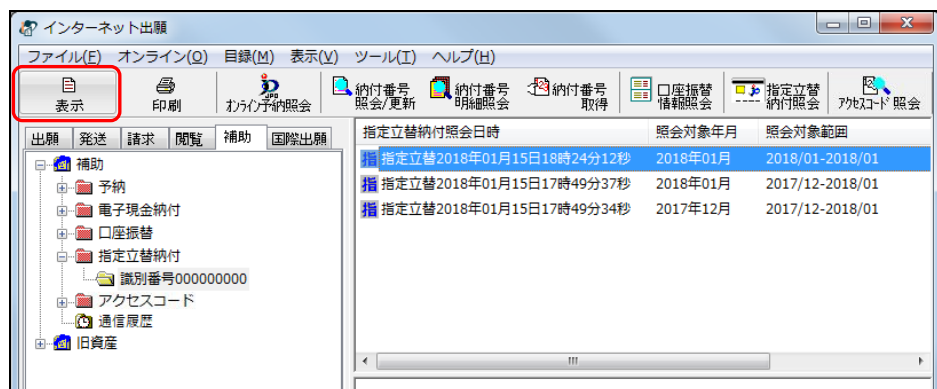 インターネット出願
ファイル(F) オンライン(O) 目録(M) 表示(V) ツール(T) ヘルプ(H)
表示
印刷
オンライン予納照会
納付番号
照会/更新
納付番号
明細照会
納付番号
取得
口座振替
情報照会
指定立替
納付照会
アクセスコード照会
出願 発送 請求 閲覧 補助 国際出願
補助
予納
電子現金納付
口座振替
指定立替納付
識別番号000000000
アクセスコード
通信履歴
旧資産
指定立替納付照会日時 照会対象年月 照会対象範囲
指 指定立替2018年01月15日18時24分12秒 2018年01月 2018/01-2018/01
指 指定立替2018年01月15日17時49分37秒 2018年01月 2017/12-2018/01
指 指定立替2018年01月15日17時49分34秒 2017年12月 2017/12-2018/01